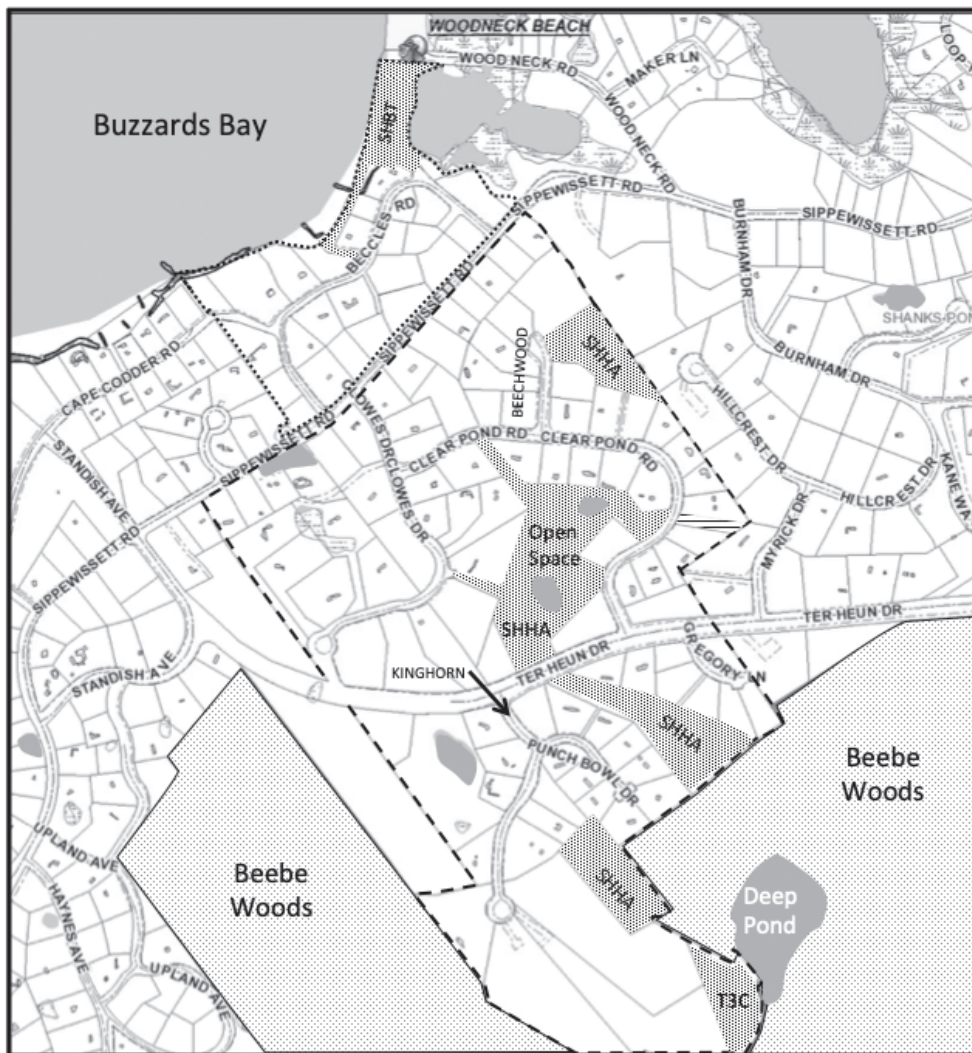 WOODNECK BEACH
WOOD NECK RD
MAKER LN
Buzzards Bay
SHBT
WOOD NECK RD
SIPPEWISSETT RD
SIPPEWISSETT RD
BURNHAM DR
BECCLES RD
SIPPEWISSETT RD
SHANKS POND
BURNHAM DR
CAPE CODDER RD
BEECHWOOD
SHHA
HILLCREST DR
CLOWES DR
CLOWES DR
SIPPEWISSETT RD
CLEAR POND RD
CLEAR POND RD
HILLCREST DR
KANE WK
STANDISH AVE
MYRICK DR
Open
Space
SIPPEWISSETT RD
SHHA
TER HEUN DR
GREGORY LN
STANDISH AVE
KINGHORN
TER HEUN DR
SHHA
PUNCH BOWL DR
Beebe
Woods
UPLAND AVE
Beebe
Woods
SHHA
Deep
Pond
HAYNES AVE
UPLAND AVE
T3C